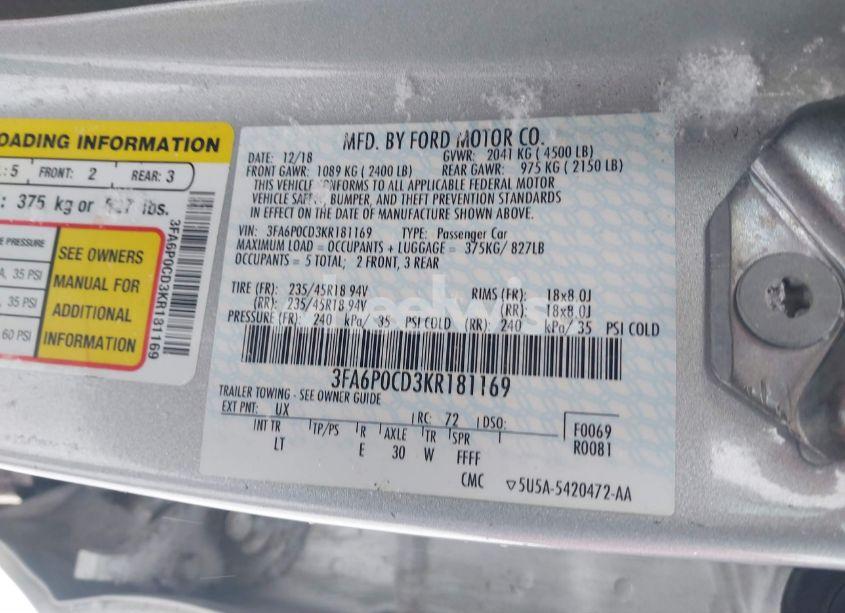 OADING INFORMATION
: 5 FRONT: 2 REAR: 3
: 375 kg or 827 lbs.
E PRESSURE
A, 35 PSI
, 35 PSI
60 PSI
SEE OWNERS
MANUAL FOR
ADDITIONAL
INFORMATION
3FA6P0CD3KR181169
MFD. BY FORD MOTOR CO.
DATE: 12/18 GVWR: 2041 KG ( 4500 LB)
FRONT GAWR: 1089 KG ( 2400 LB) REAR GAWR: 975 KG ( 2150 LB)
THIS VEHICLE CONFORMS TO ALL APPLICABLE FEDERAL MOTOR
VEHICLE SAFETY, BUMPER, AND THEFT PREVENTION STANDARDS
IN EFFECT ON THE DATE OF MANUFACTURE SHOWN ABOVE.
VIN: 3FA6P0CD3KR181169 TYPE: Passenger Car
MAXIMUM LOAD = OCCUPANTS + LUGGAGE = 375KG/ 827LB
OCCUPANTS = 5 TOTAL; 2 FRONT, 3 REAR
TIRE (FR): 235/45R18 94V RIMS (FR): 18x8.0J
(RR): 235/45R18 94V (RR): 18x8.0J
PRESSURE (FR): 240 kPa/ 35 PSI COLD (RR): 240 kPa/ 35 PSI COLD
3FA6P0CD3KR181169
TRAILER TOWING - SEE OWNER GUIDE
EXT PNT: UX RC: 72 DSO: F0069
INT TR TP/PS R AXLE TR SPR R0081
LT E 30 W FFFF
CMC ▽5U5A-5420472-AA